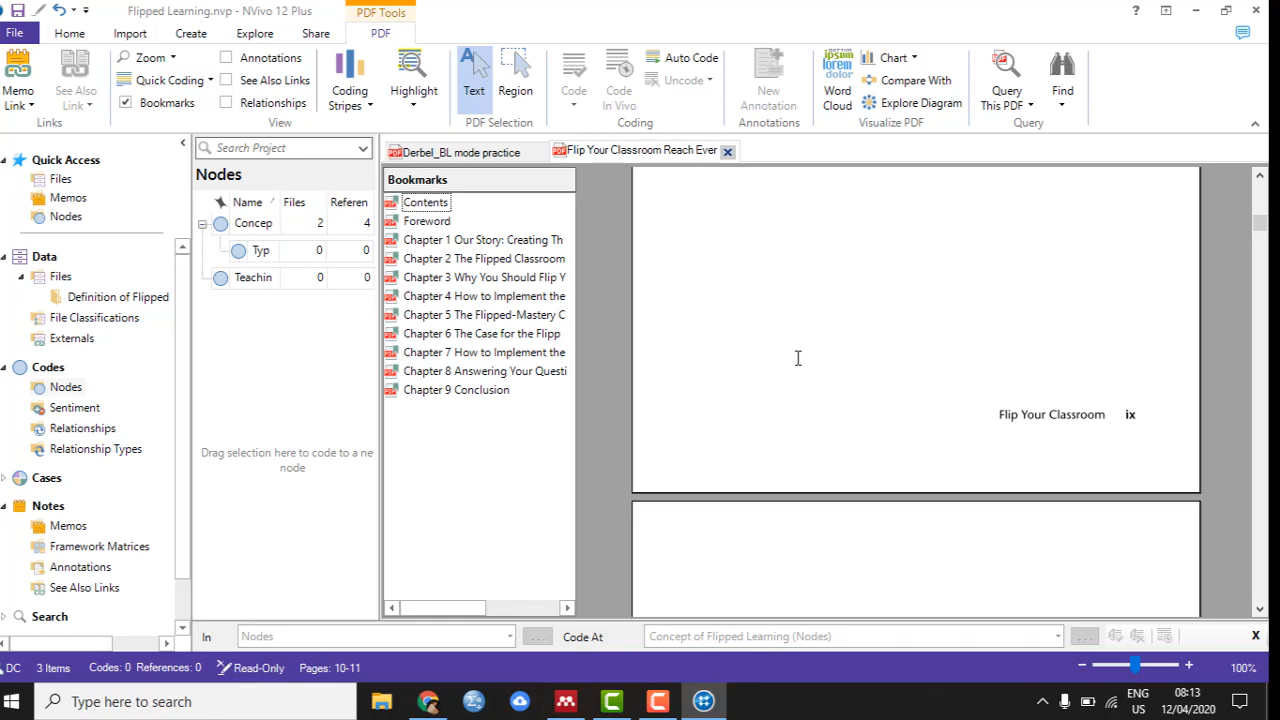 Flipped Learning.nvp - NVivo 12 Plus
PDF Tools
File
Home
Import
Create
Explore
Share
PDF
Memo
Link
See Also
Link
Links
Zoom
Quick Coding
Bookmarks
Annotations
See Also Links
Relationships
View
Coding
Stripes
Highlight
Text
Region
PDF Selection
Code
Code
In Vivo
Auto Code
Uncode
Coding
New
Annotation
Annotations
Word
Cloud
Chart
Compare With
Explore Diagram
Visualize PDF
Query
This PDF
Find
Query
Quick Access
Files
Memos
Nodes
Data
Files
Definition of Flipped
File Classifications
Externals
Codes
Nodes
Sentiment
Relationships
Relationship Types
Cases
Notes
Memos
Framework Matrices
Annotations
See Also Links
Search
Search Project
Nodes
Name Files Referen
Concep 2 4
Typ 0 0
Teachin 0 0
Drag selection here to code to a ne
node
Derbel_BL mode practice
Flip Your Classroom Reach Ever
Bookmarks
Contents
Foreword
Chapter 1 Our Story: Creating Th
Chapter 2 The Flipped Classroom
Chapter 3 Why You Should Flip Y
Chapter 4 How to Implement the
Chapter 5 The Flipped-Mastery C
Chapter 6 The Case for the Flipp
Chapter 7 How to Implement the
Chapter 8 Answering Your Questi
Chapter 9 Conclusion
Flip Your Classroom ix
In
Nodes
...
Code At
Concept of Flipped Learning (Nodes)
...
X
DC 3 Items Codes: 0 References: 0 Read-Only Pages: 10-11
100%
Type here to search
ENG
US
08:13
12/04/2020